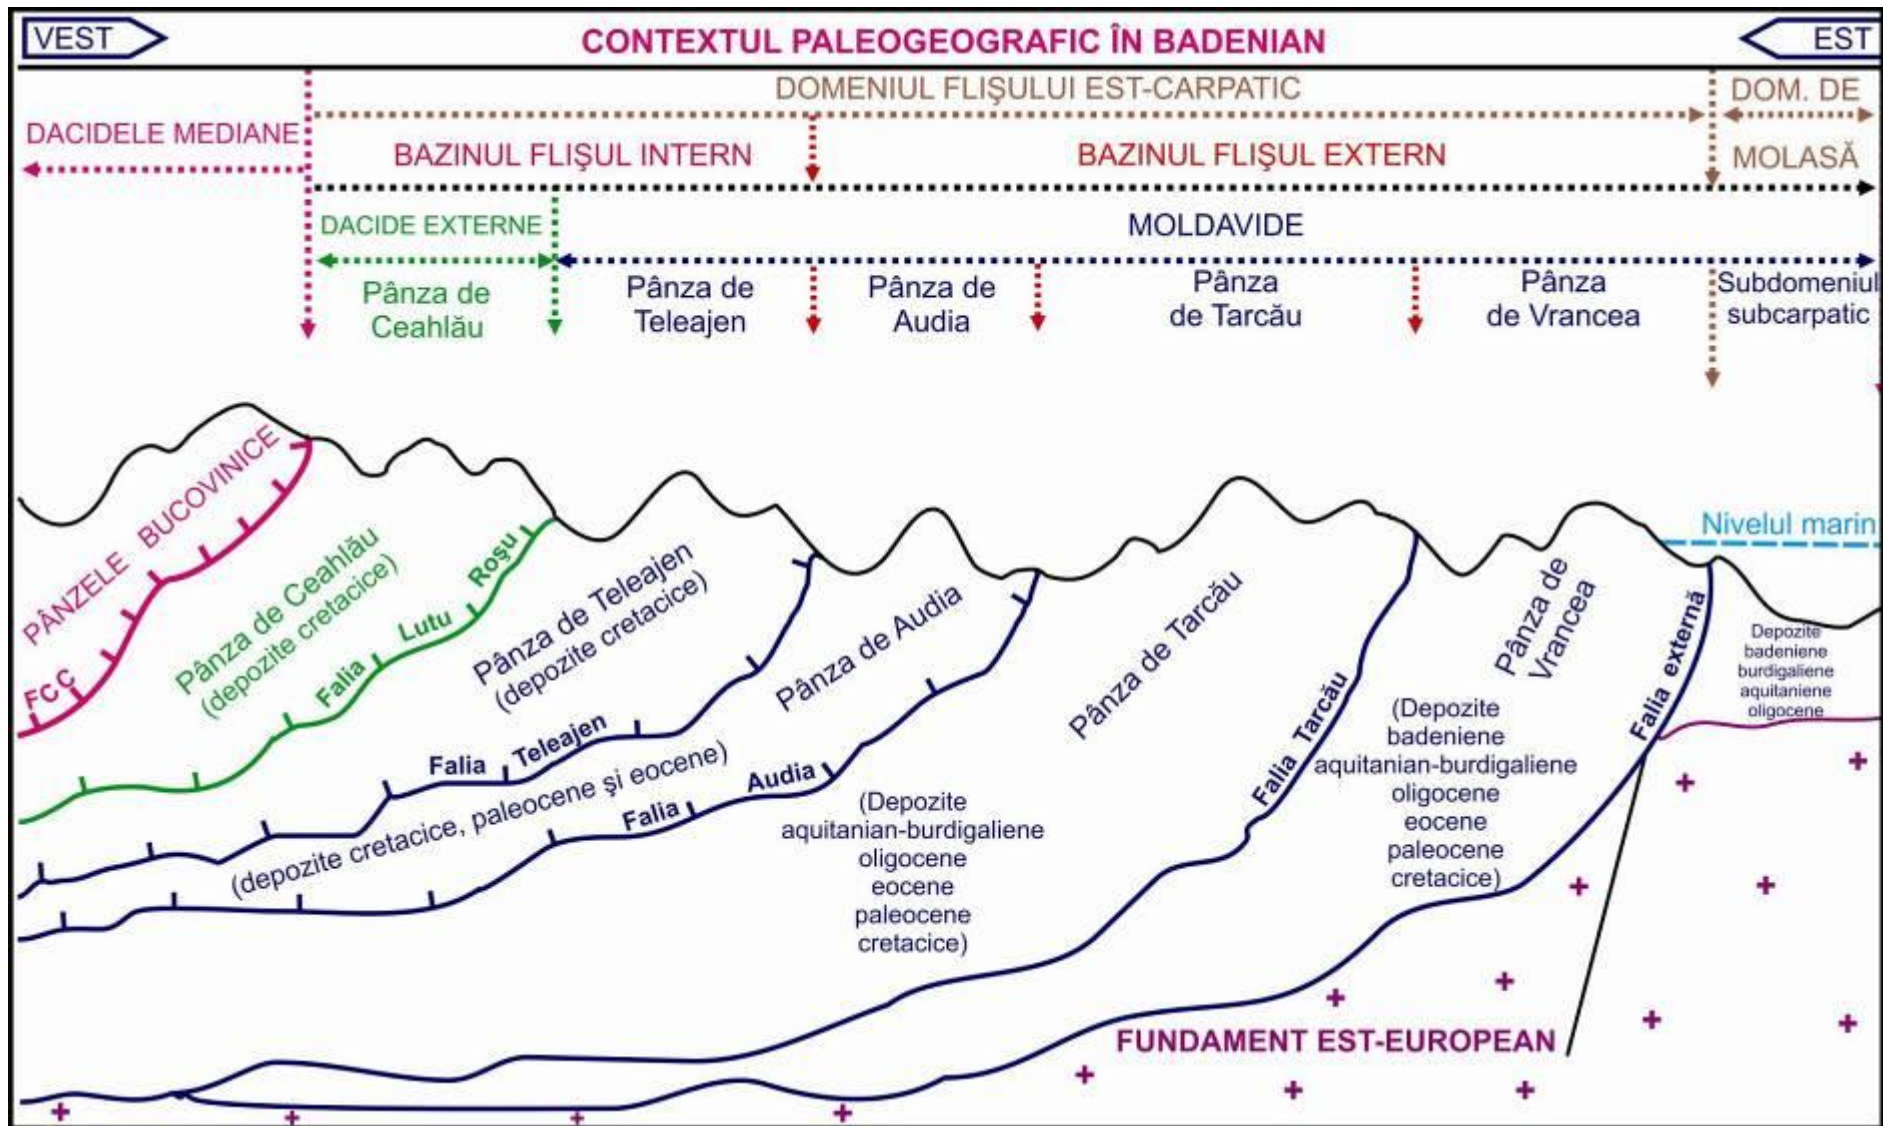 VEST
CONTEXTUL PALEOGEOGRAFIC ÎN BADENIAN
EST
DOMENIUL FLIŞULUI EST-CARPATIC
DOM. DE
MOLASĂ
DACIDELE MEDIANE
BAZINUL FLIŞUL INTERN
BAZINUL FLIŞUL EXTERN
DACIDE EXTERNE
MOLDAVIDE
Pânza de
Ceahlău
Pânza de
Teleajen
Pânza de
Audia
Pânza
de Tarcău
Pânza
de Vrancea
Subdomeniul
subcarpatic
Nivelul marin
PÂNZELE BUCOVINICE
FCC
Pânza de Ceahlău
(depozite cretacice)
Falia Lutu Roşu
Pânza de Teleajen
(depozite cretacice)
Falia Teleajen
Pânza de Audia
(depozite cretacice, paleocene şi eocene)
Falia Audia
Pânza de Tarcău
(Depozite
aquitanian-burdigaliene
oligocene
eocene
paleocene
cretacice)
Falia Tarcău
Pânza de
Vrancea
(Depozite
badeniene
aquitanian-burdigaliene
oligocene
eocene
paleocene
cretacice)
Falia externă
Depozite
badeniene
burdigaliene
aquitaniene
oligocene
FUNDAMENT EST-EUROPEAN